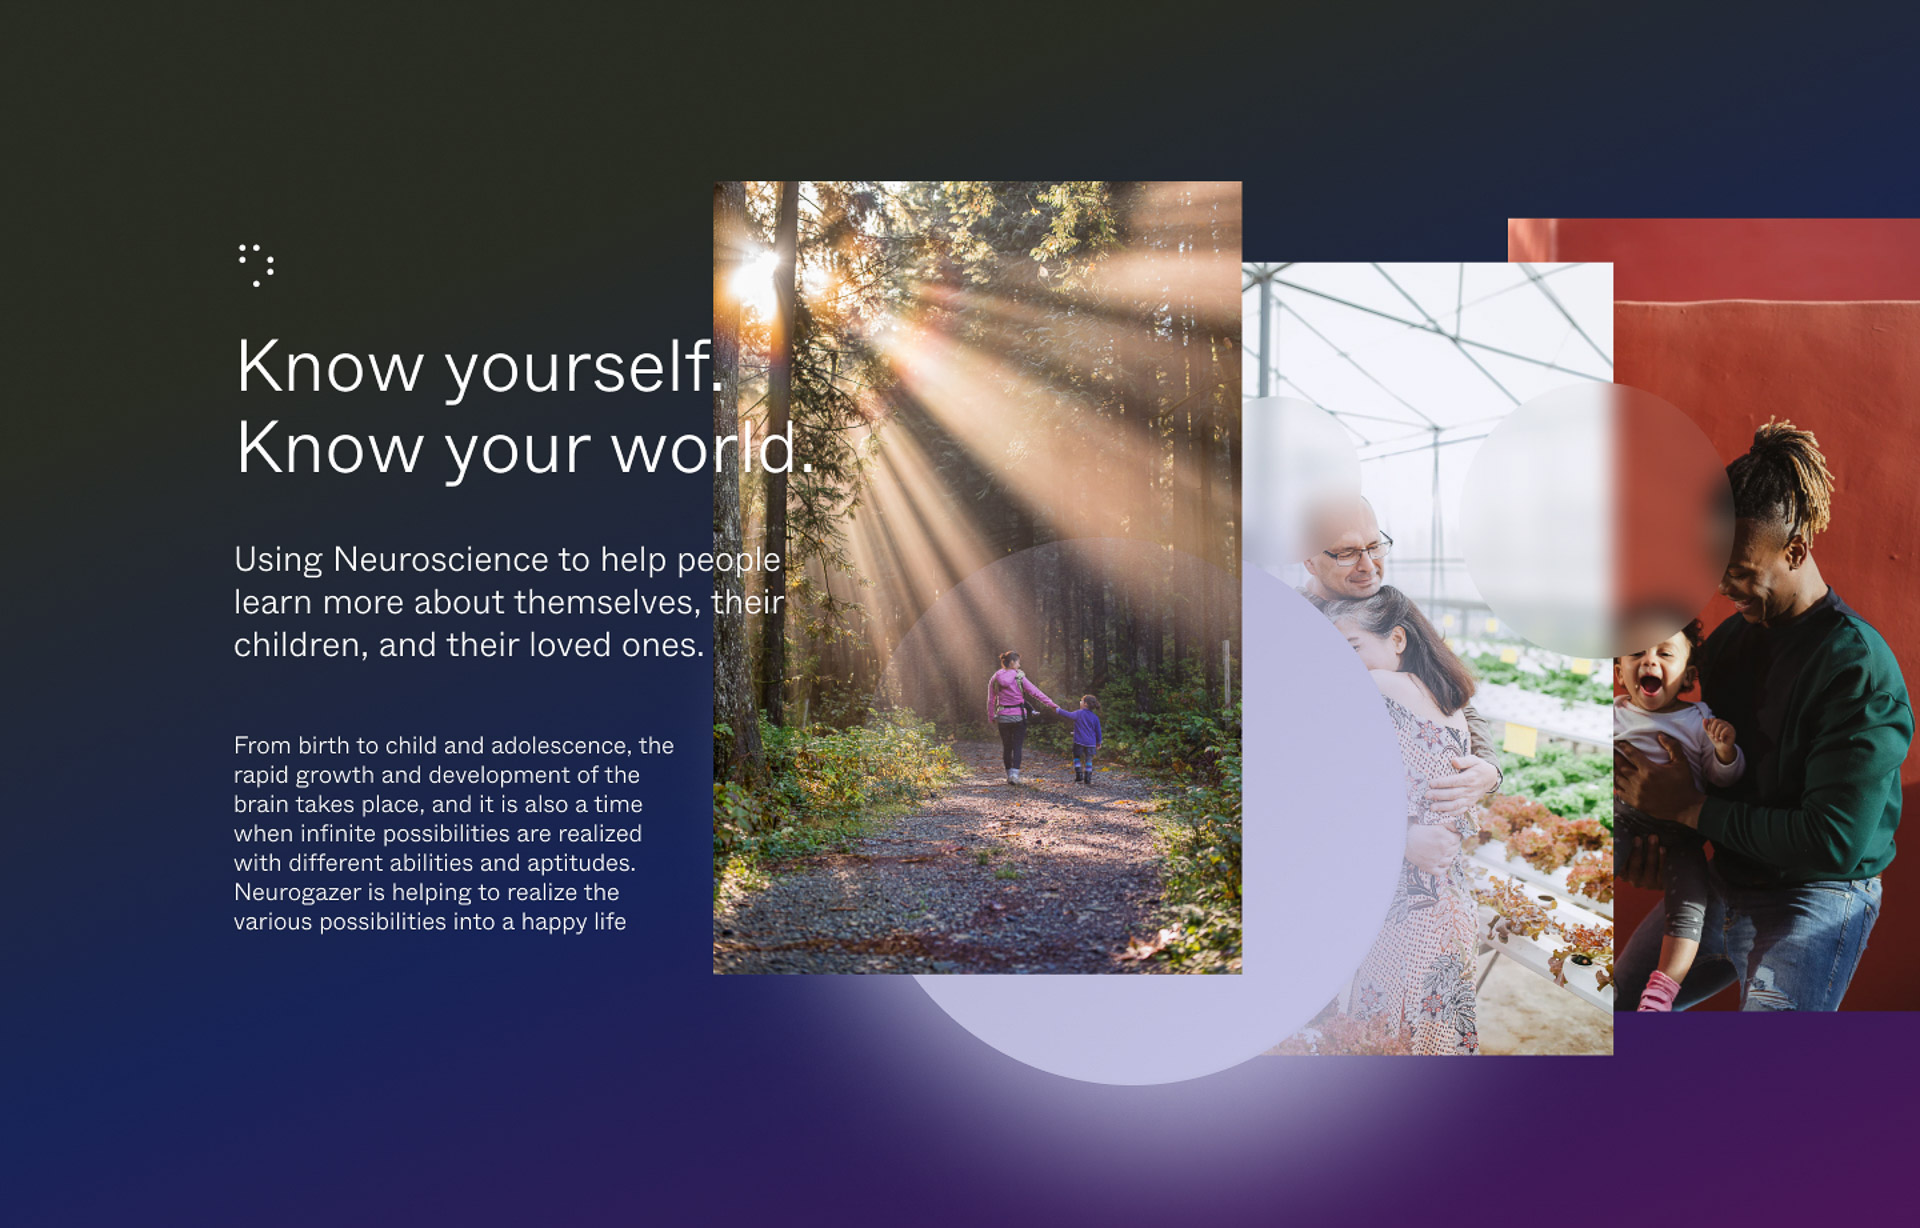 Know yourself.
Know your world.
Using Neuroscience to help people
learn more about themselves, their
children, and their loved ones.
From birth to child and adolescence, the
rapid growth and development of the
brain takes place, and it is also a time
when infinite possibilities are realized
with different abilities and aptitudes.
Neurogazer is helping to realize the
various possibilities into a happy life